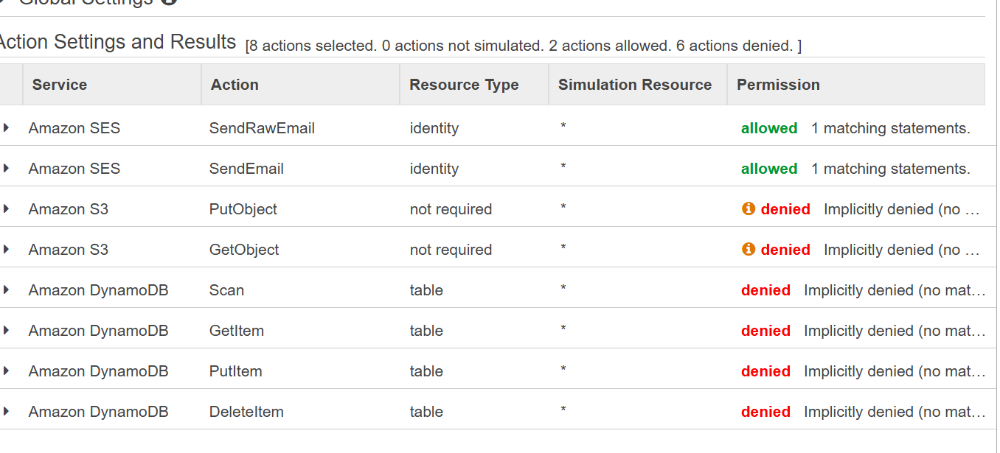 Global Settings
Action Settings and Results [8 actions selected. 0 actions not simulated. 2 actions allowed. 6 actions denied. ]
Service Action Resource Type Simulation Resource Permission
Amazon SES SendRawEmail identity * allowed 1 matching statements.
Amazon SES SendEmail identity * allowed 1 matching statements.
Amazon S3 PutObject not required * denied Implicitly denied (no …
Amazon S3 GetObject not required * denied Implicitly denied (no …
Amazon DynamoDB Scan table * denied Implicitly denied (no mat…
Amazon DynamoDB GetItem table * denied Implicitly denied (no mat…
Amazon DynamoDB PutItem table * denied Implicitly denied (no mat…
Amazon DynamoDB DeleteItem table * denied Implicitly denied (no mat…